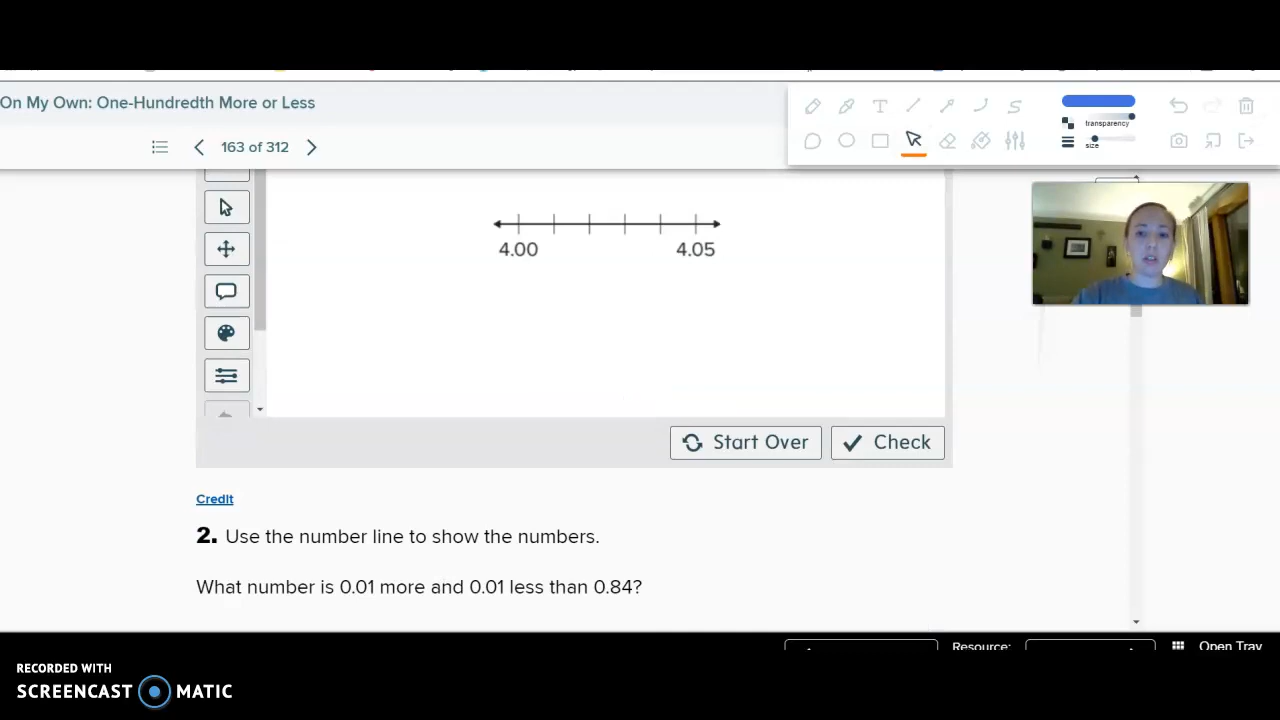 On My Own: One-Hundredth More or Less
transparency
size
163 of 312
4.00 4.05
Start Over
Check
Credit
2. Use the number line to show the numbers.
What number is 0.01 more and 0.01 less than 0.84?
Resource:
Open Tray
RECORDED WITH
SCREENCAST MATIC